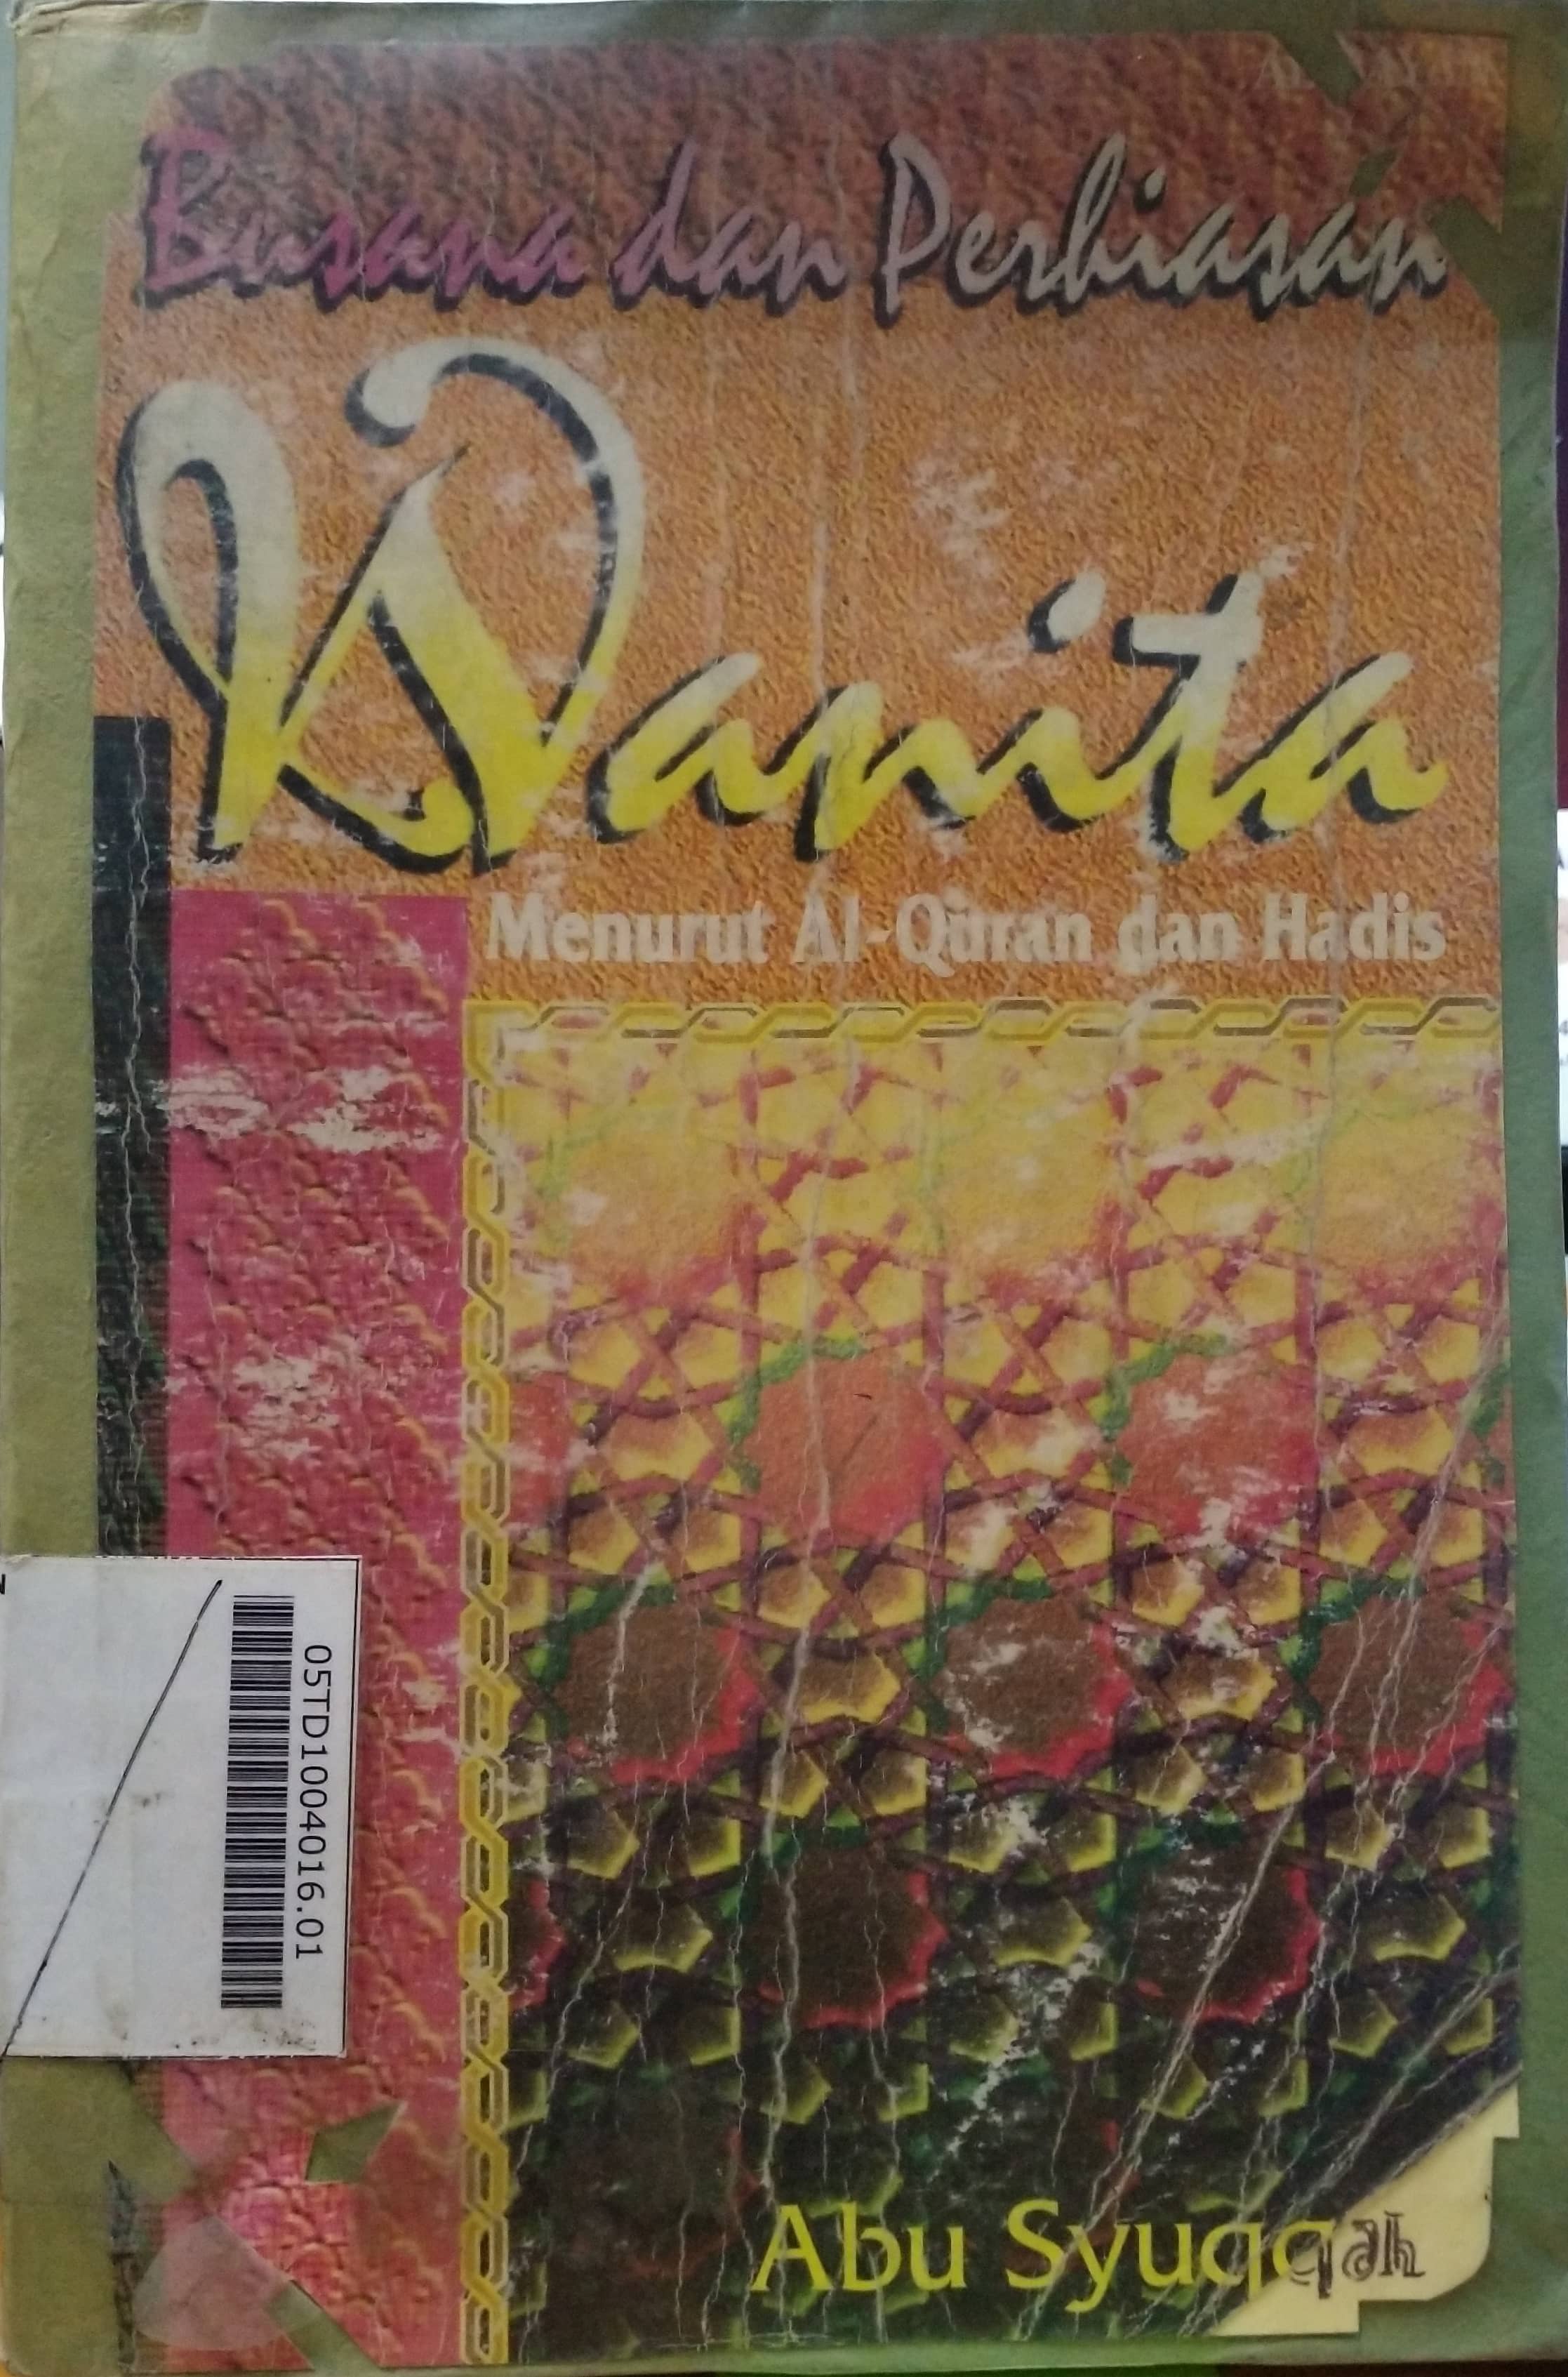 Busana dan Perhiasan
Wanita
Menurut Al-Quran dan Hadis
05TD1004016.01
Abu Syuqqah